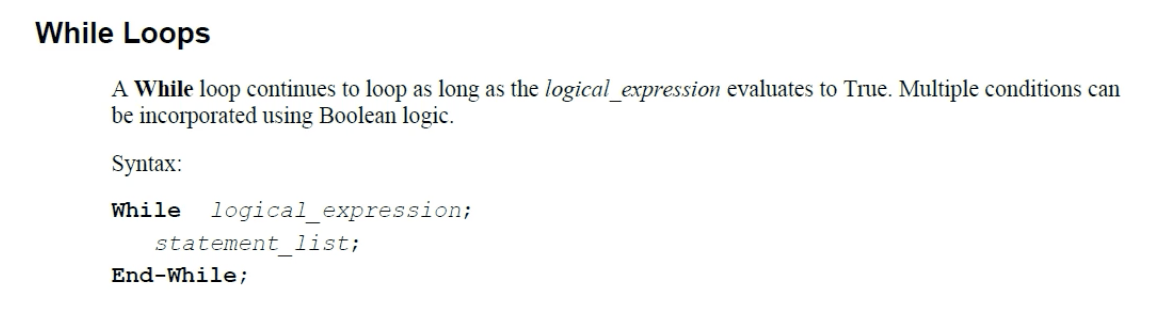 While Loops
A While loop continues to loop as long as the logical_expression evaluates to True. Multiple conditions can
be incorporated using Boolean logic.
Syntax:
While logical_expression;
statement_list;
End-While;